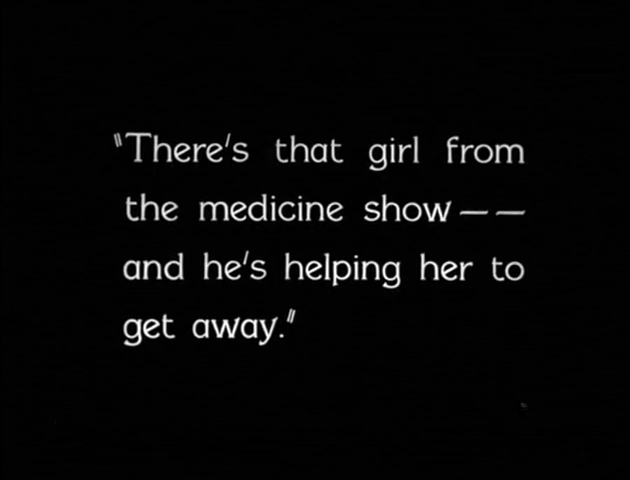 "There's that girl from
the medicine show——
and he's helping her to
get away."